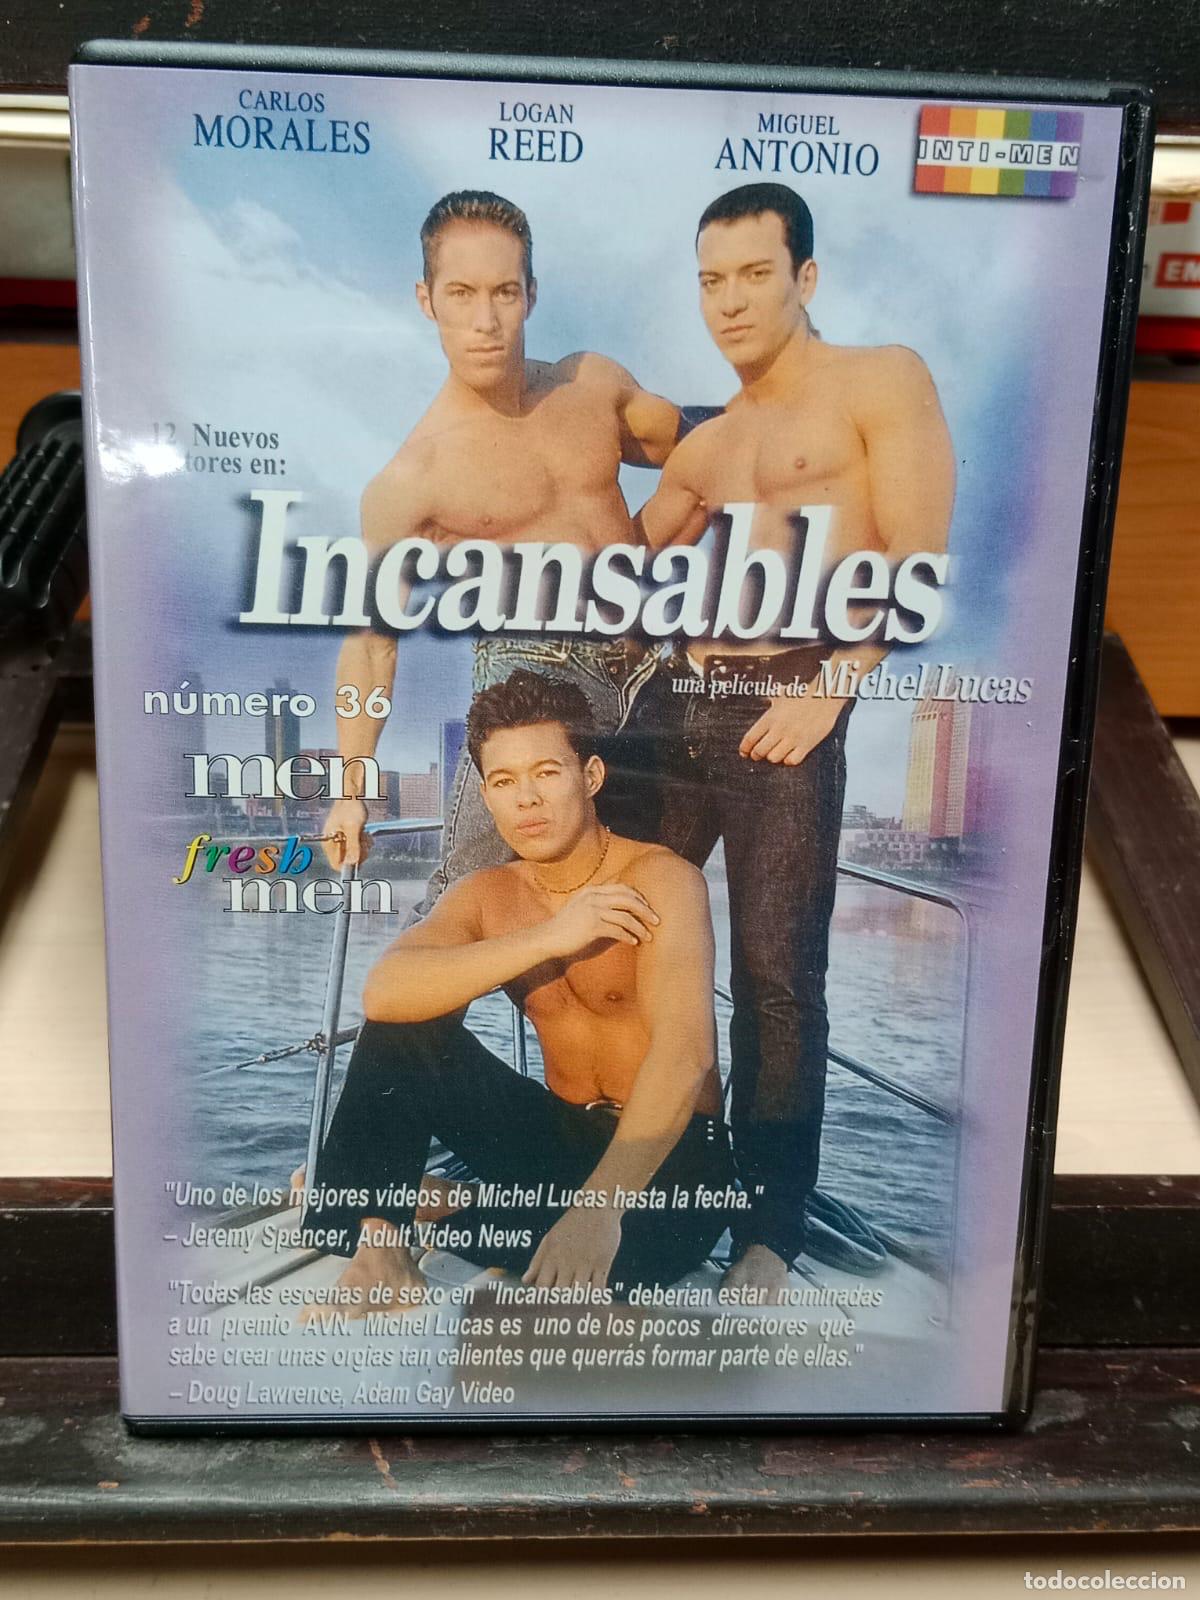 CARLOS
MORALES
LOGAN
REED
MIGUEL
ANTONIO
INTI-MEN
EM
12 Nuevos
en:
Incansables
una película de Michel Lucas
número 36
men
fresh
men
"Uno de los mejores videos de Michel Lucas hasta la fecha."
– Jeremy Spencer, Adult Video News
"Todas las escenas de sexo en "Incansables" deberían estar nominadas
a un premio AVN. Michel Lucas es uno de los pocos directores que
sabe crear unas orgías tan calientes que querrás formar parte de ellas."
– Doug Lawrence, Adam Gay Video
todocoleccion